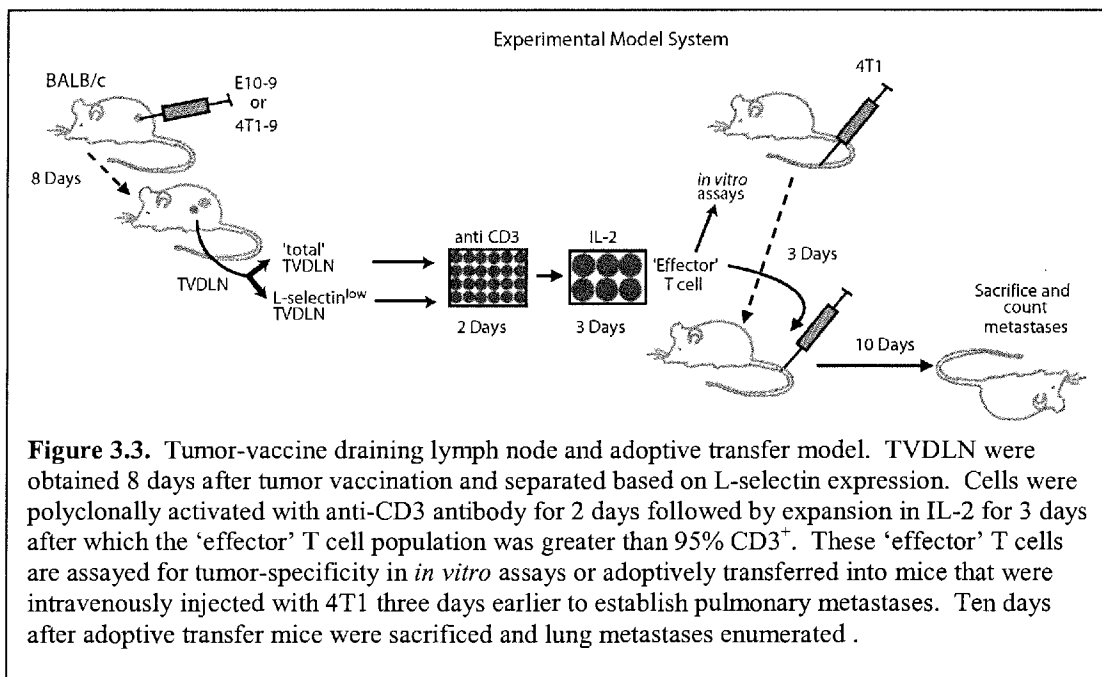 Experimental Model System
BALB/c
E10-9
or
4T1-9
4T1
8 Days
in vitro
assays
'total'
TVDLN
anti CD3
IL-2
'Effector'
T cell
3 Days
TVDLN
L-selectinlow
TVDLN
2 Days
3 Days
Sacrifice and
count
metastases
10 Days
Figure 3.3. Tumor-vaccine draining lymph node and adoptive transfer model. TVDLN were
obtained 8 days after tumor vaccination and separated based on L-selectin expression. Cells were
polyclonally activated with anti-CD3 antibody for 2 days followed by expansion in IL-2 for 3 days
after which the 'effector' T cell population was greater than 95% CD3+. These 'effector' T cells
are assayed for tumor-specificity in in vitro assays or adoptively transferred into mice that were
intravenously injected with 4T1 three days earlier to establish pulmonary metastases. Ten days
after adoptive transfer mice were sacrificed and lung metastases enumerated .